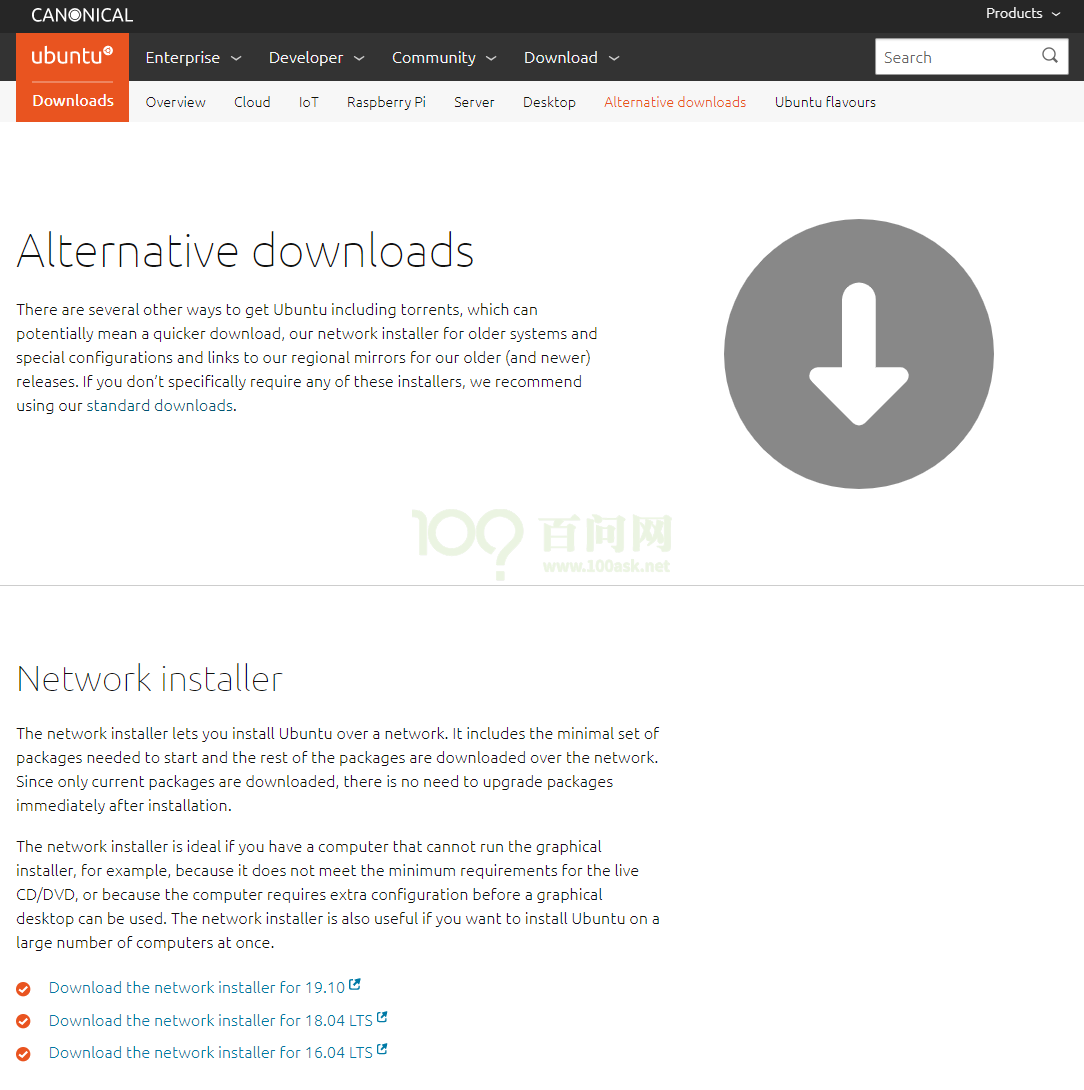 CANONICAL
Products
ubuntu
Enterprise
Developer
Community
Download
Search
Downloads
Overview
Cloud
IoT
Raspberry Pi
Server
Desktop
Alternative downloads
Ubuntu flavours
Alternative downloads
There are several other ways to get Ubuntu including torrents, which can
potentially mean a quicker download, our network installer for older systems and
special configurations and links to our regional mirrors for our older (and newer)
releases. If you don’t specifically require any of these installers, we recommend
using our standard downloads.
100? 百问网
www.100ask.net
Network installer
The network installer lets you install Ubuntu over a network. It includes the minimal set of
packages needed to start and the rest of the packages are downloaded over the network.
Since only current packages are downloaded, there is no need to upgrade packages
immediately after installation.
The network installer is ideal if you have a computer that cannot run the graphical
installer, for example, because it does not meet the minimum requirements for the live
CD/DVD, or because the computer requires extra configuration before a graphical
desktop can be used. The network installer is also useful if you want to install Ubuntu on a
large number of computers at once.
Download the network installer for 19.10
Download the network installer for 18.04 LTS
Download the network installer for 16.04 LTS